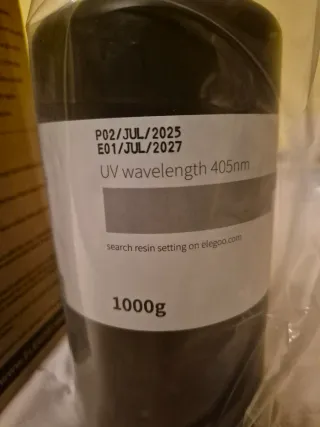 P02/JUL/2025
E01/JUL/2027
UV wavelength 405nm
search resin setting on elegoo.com
1000g